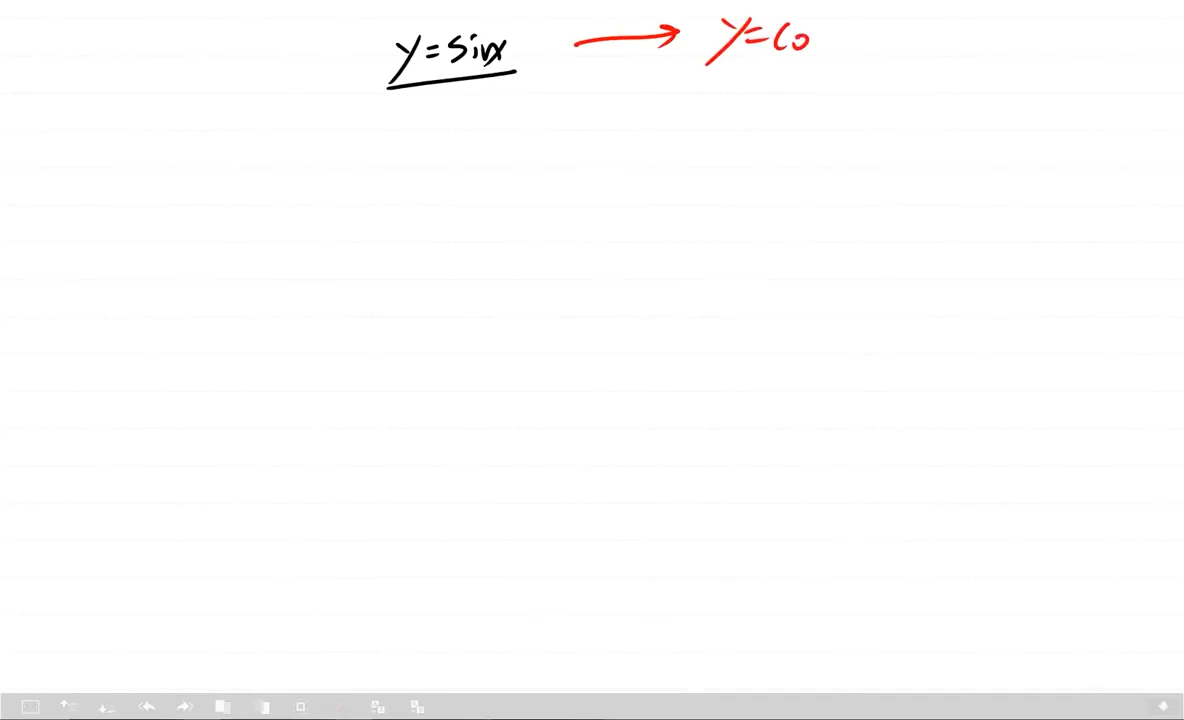 y=sinx → y=co